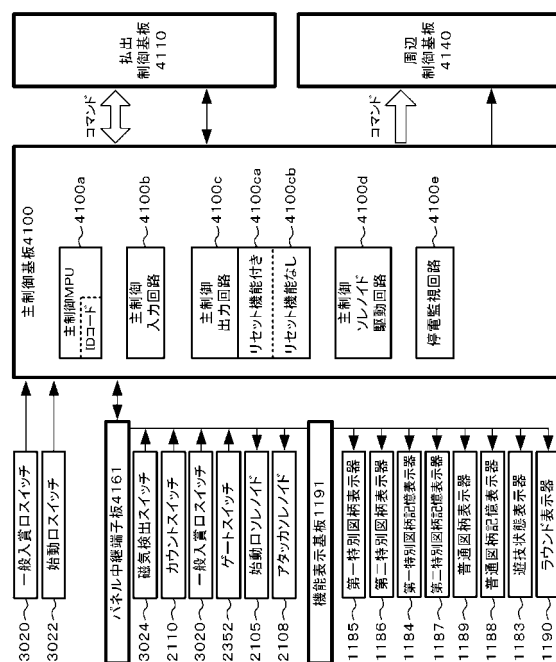 払出
制御基板
4110
周辺
制御基板
4140
コマンド
コマンド
主制御基板4100
主制御MPU
IDコード
4100a
主制御
入力回路
4100b
主制御
出力回路
4100c
リセット機能付き
4100ca
リセット機能なし
4100cb
主制御
ソレノイド
駆動回路
4100d
停電監視回路
4100e
3020
一般入賞口スイッチ
3022
始動口スイッチ
パネル中継端子板4161
3024
磁気検出スイッチ
2110
カウントスイッチ
3020
一般入賞口スイッチ
2352
ゲートスイッチ
2105
始動口ソレノイド
2108
アタッカソレノイド
機能表示基板1191
1185
第一特別図柄表示器
1186
第二特別図柄表示器
1184
第一特別図柄記憶表示器
1187
第二特別図柄記憶表示器
1189
普通図柄表示器
1188
普通図柄記憶表示器
1183
遊技状態表示器
1190
ラウンド表示器